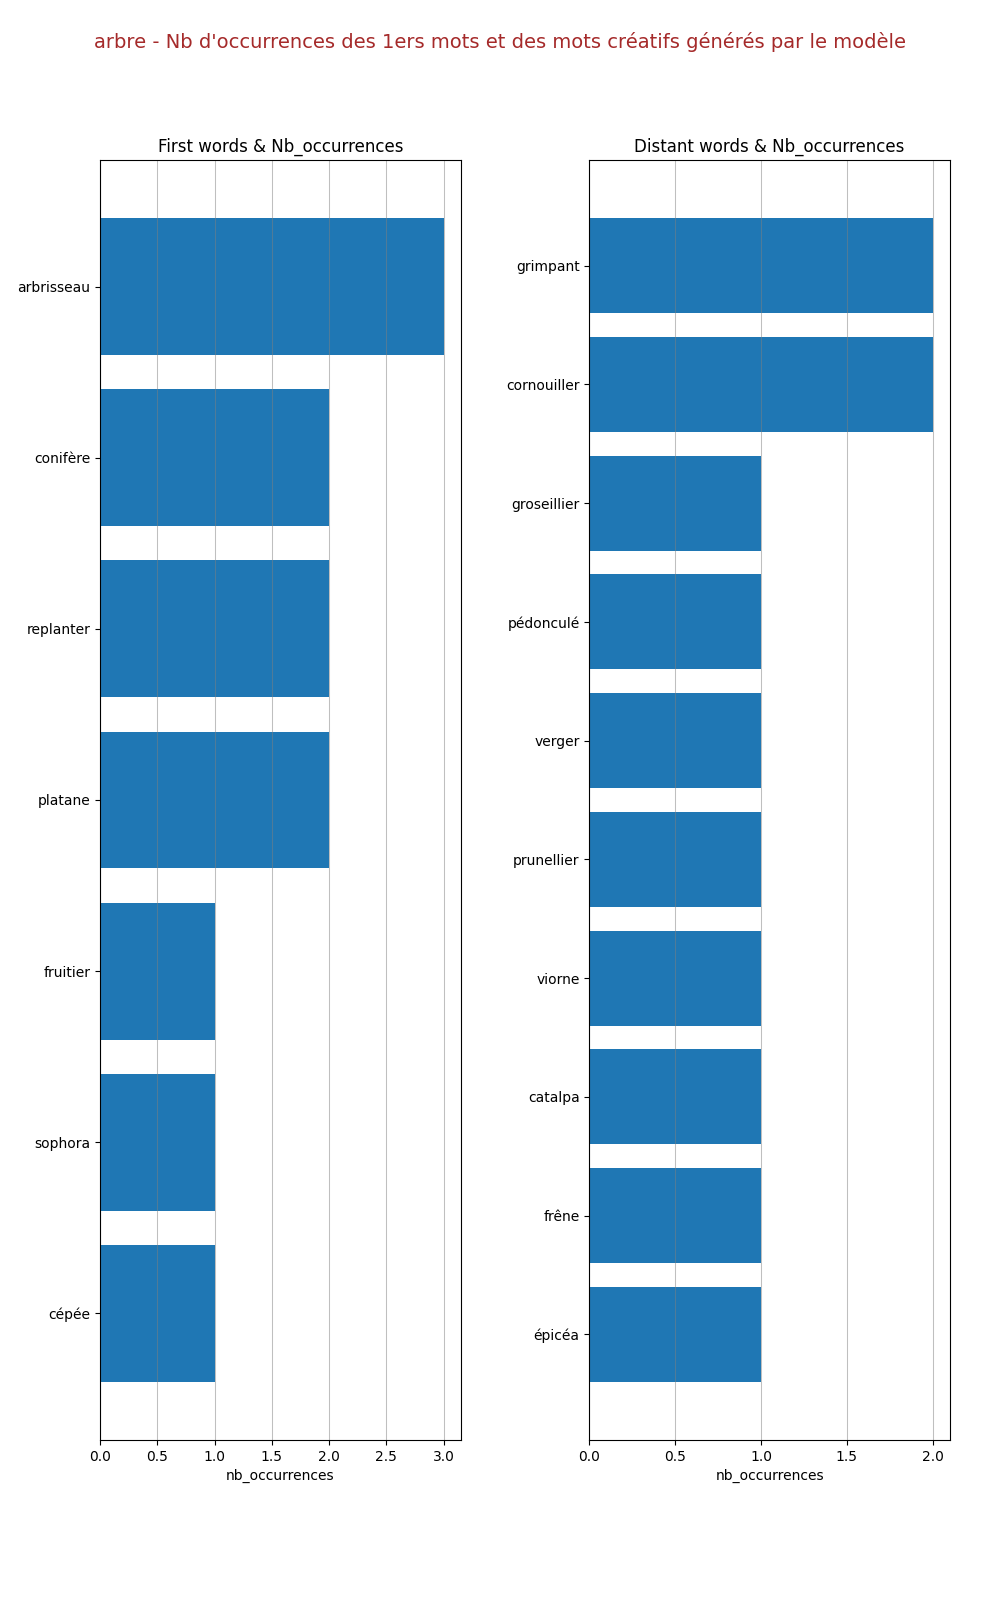 arbre - Nb d'occurrences des 1ers mots et des mots créatifs générés par le modèle
First words & Nb_occurrences
arbrisseau
conifère
replanter
platane
fruitier
sophora
cépée
0.0 0.5 1.0 1.5 2.0 2.5 3.0
nb_occurrences
Distant words & Nb_occurrences
grimpant
cornouiller
groseillier
pédonculé
verger
prunellier
viorne
catalpa
frêne
épicéa
0.0 0.5 1.0 1.5 2.0
nb_occurrences